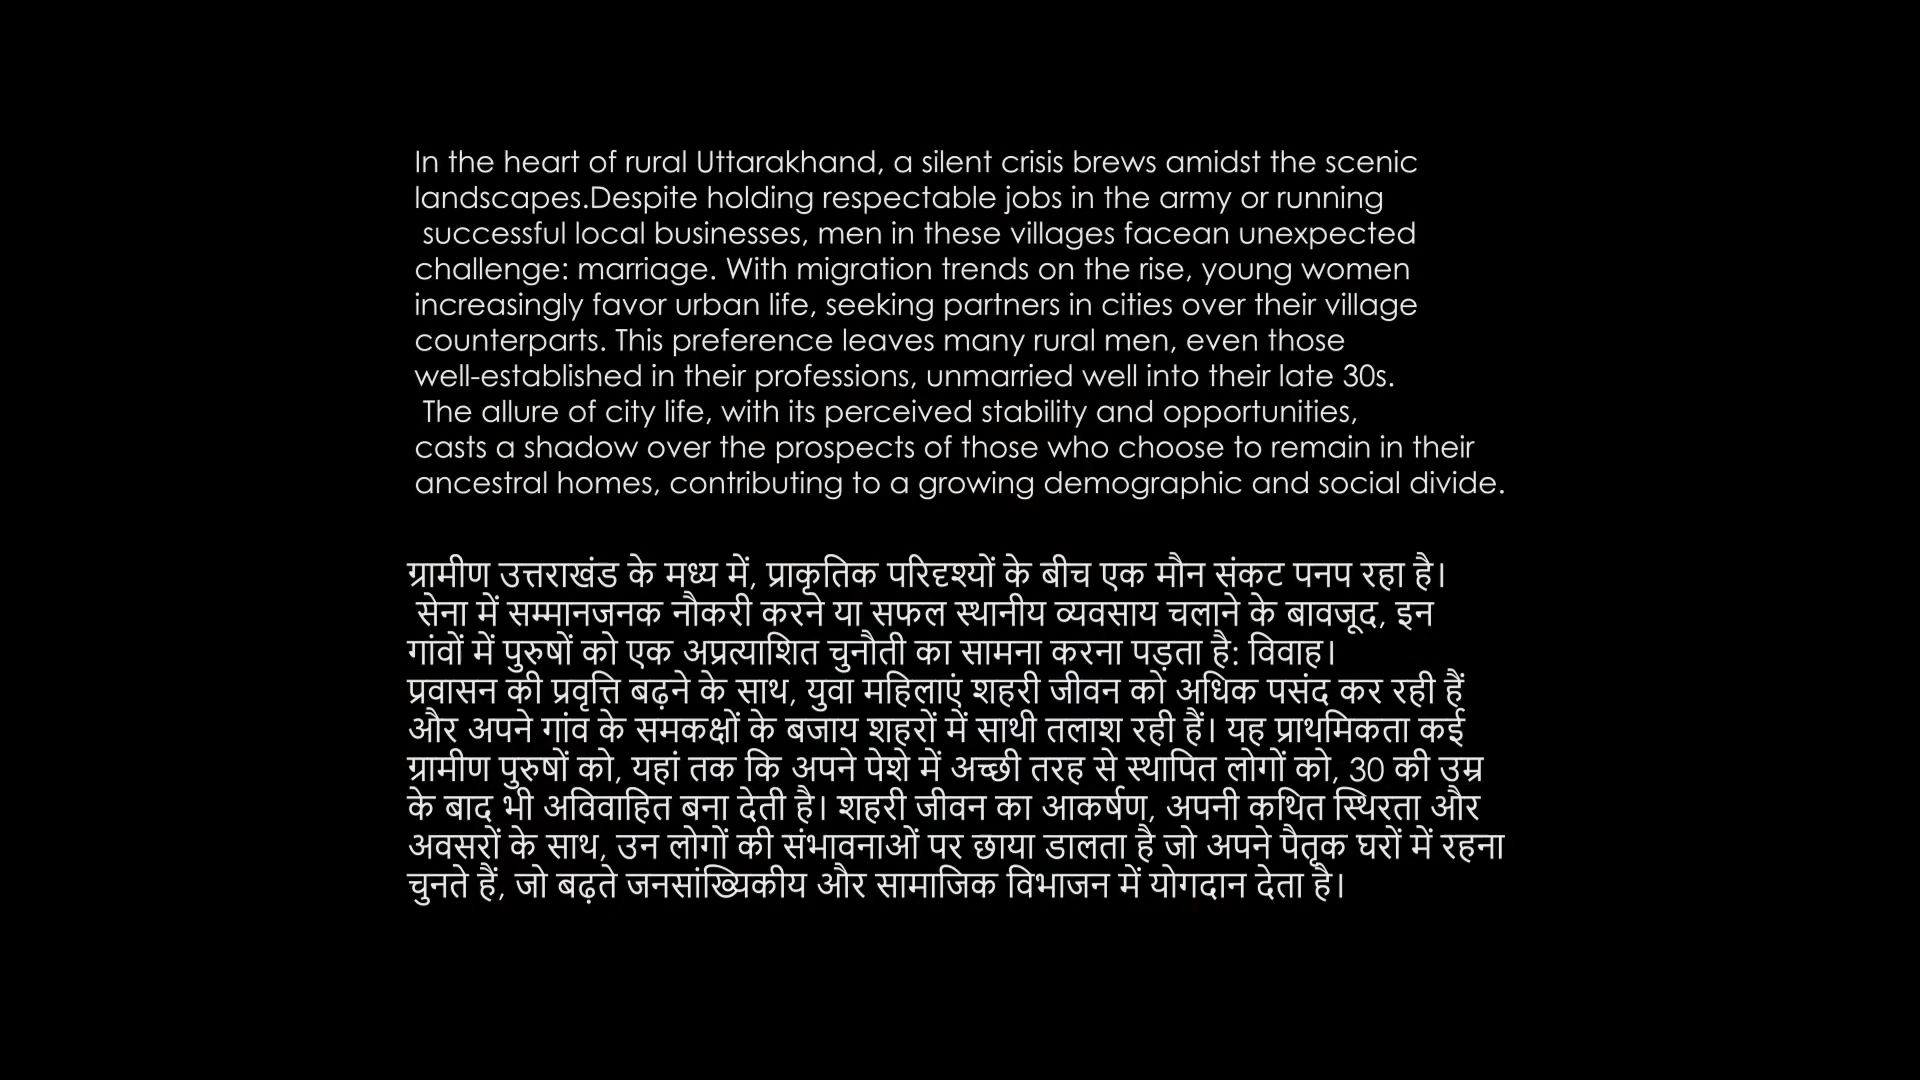 In the heart of rural Uttarakhand, a silent crisis brews amidst the scenic
landscapes.Despite holding respectable jobs in the army or running
successful local businesses, men in these villages facean unexpected
challenge: marriage. With migration trends on the rise, young women
increasingly favor urban life, seeking partners in cities over their village
counterparts. This preference leaves many rural men, even those
well-established in their professions, unmarried well into their late 30s.
The allure of city life, with its perceived stability and opportunities,
casts a shadow over the prospects of those who choose to remain in their
ancestral homes, contributing to a growing demographic and social divide.
ग्रामीण उत्तराखंड के मध्य में, प्राकृतिक परिदृश्यों के बीच एक मौन संकट पनप रहा है।
सेना में सम्मानजनक नौकरी करने या सफल स्थानीय व्यवसाय चलाने के बावजूद, इन
गांवों में पुरुषों को एक अप्रत्याशित चुनौती का सामना करना पड़ता है: विवाह।
प्रवासन की प्रवृत्ति बढ़ने के साथ, युवा महिलाएं शहरी जीवन को अधिक पसंद कर रही हैं
और अपने गांव के समकक्षों के बजाय शहरों में साथी तलाश रही हैं। यह प्राथमिकता कई
ग्रामीण पुरुषों को, यहां तक कि अपने पेशे में अच्छी तरह से स्थापित लोगों को, 30 की उम्र
के बाद भी अविवाहित बना देती है। शहरी जीवन का आकर्षण, अपनी कथित स्थिरता और
अवसरों के साथ, उन लोगों की संभावनाओं पर छाया डालता है जो अपने पैतृक घरों में रहना
चुनते हैं, जो बढ़ते जनसांख्यिकीय और सामाजिक विभाजन में योगदान देता है।